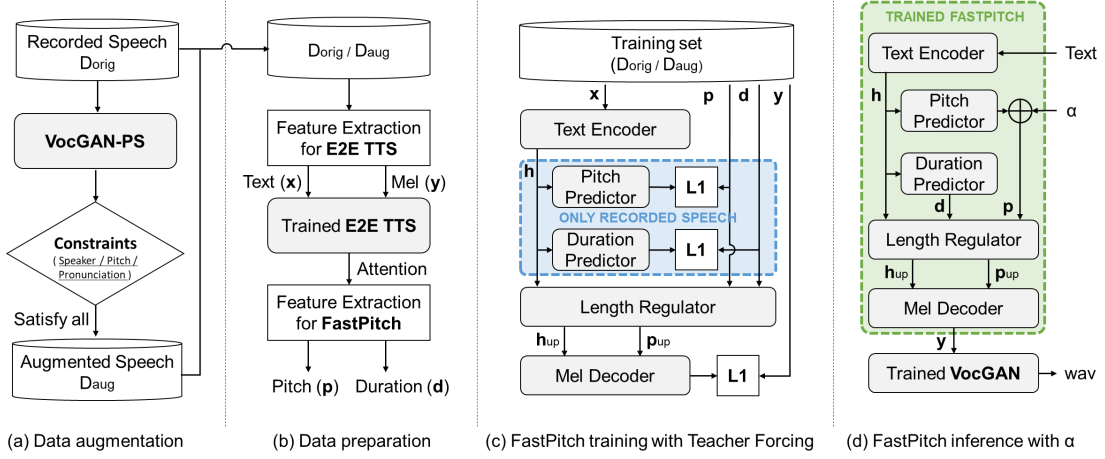 Recorded Speech
Dorig
VocGAN-PS
Constraints
( Speaker / Pitch /
Pronunciation )
Satisfy all
Augmented Speech
Daug
(a) Data augmentation
Dorig / Daug
Feature Extraction
for E2E TTS
Text (x)
Mel (y)
Trained E2E TTS
Attention
Feature Extraction
for FastPitch
Pitch (p)
Duration (d)
(b) Data preparation
Training set
(Dorig / Daug)
x
p
d
y
Text Encoder
h
Pitch
Predictor
L1
ONLY RECORDED SPEECH
Duration
Predictor
L1
Length Regulator
hup
pup
Mel Decoder
L1
(c) FastPitch training with Teacher Forcing
TRAINED FASTPITCH
Text Encoder
Text
h
Pitch
Predictor
α
Duration
Predictor
d
p
Length Regulator
hup
pup
Mel Decoder
y
Trained VocGAN
wav
(d) FastPitch inference with α